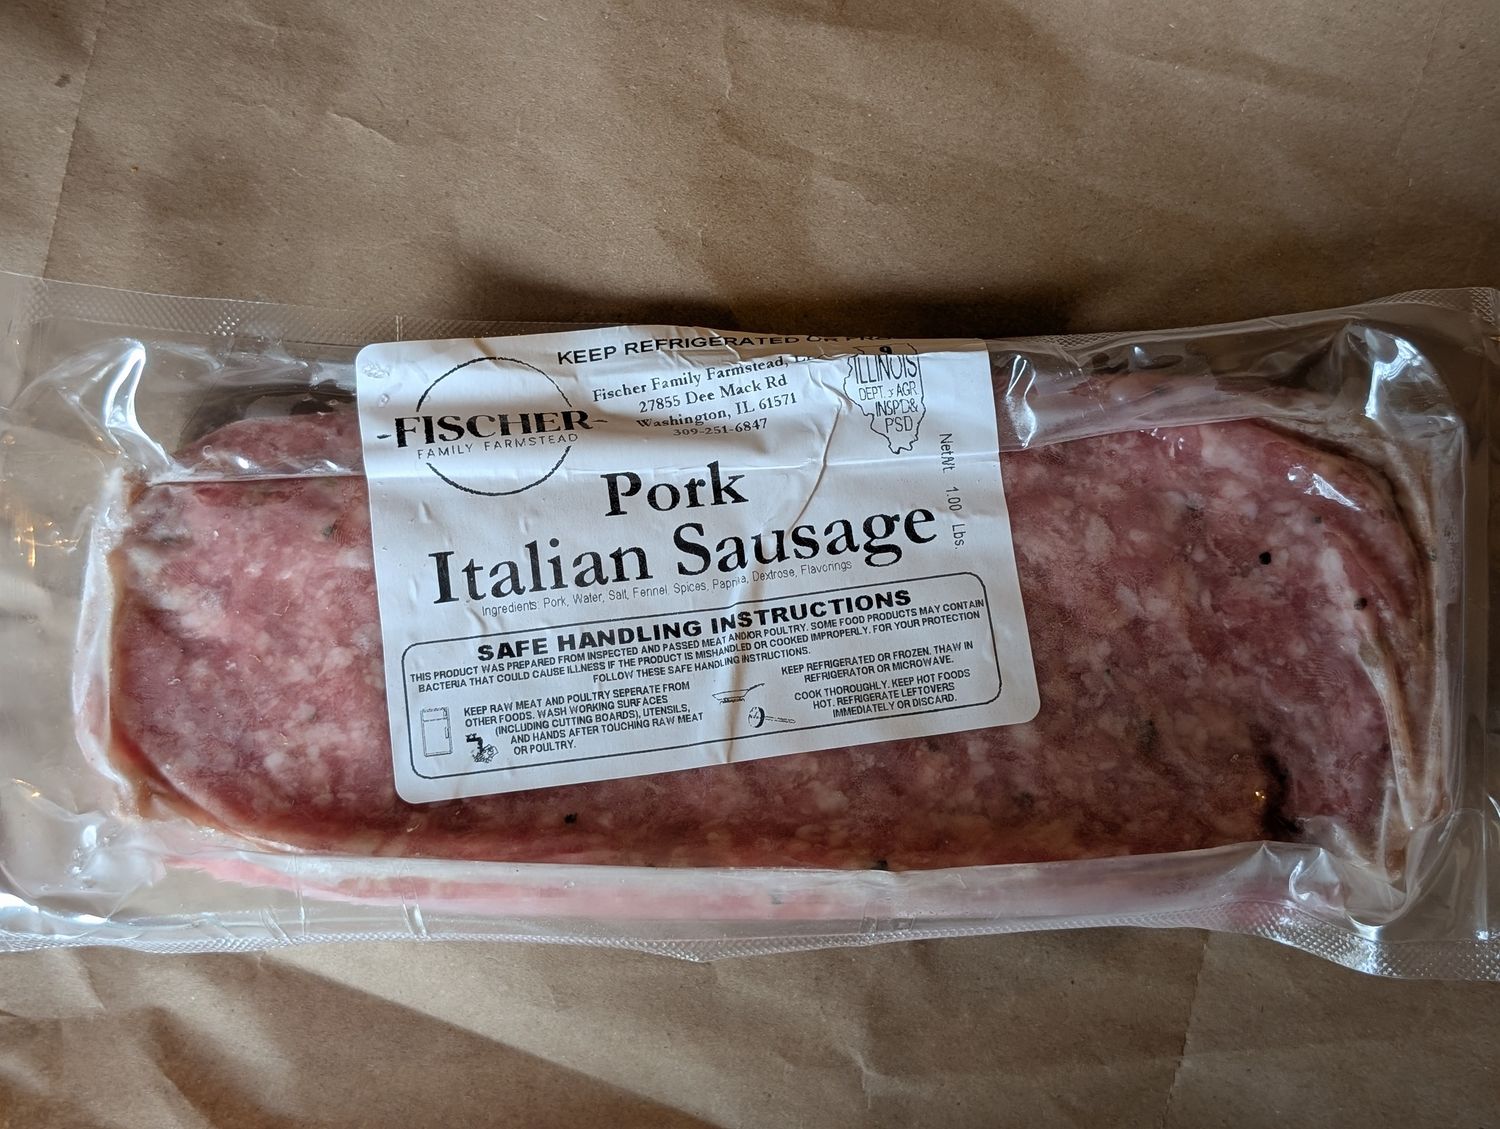 KEEP REFRIGERATED OR
Fischer Family Farmstead,
27855 Dee Mack Rd
Washington, IL 61571
309-251-6847
-FISCHER-
FAMILY FARMSTEAD
ILLINOIS
DEPT. of AGR
INSP'D &
PSD
Net Wt. 1.00 Lbs.
Pork
Italian Sausage
Ingredients: Pork, Water, Salt, Fennel, Spices, Paprika, Dextrose, Flavorings
SAFE HANDLING INSTRUCTIONS
THIS PRODUCT WAS PREPARED FROM INSPECTED AND PASSED MEAT AND/OR POULTRY. SOME FOOD PRODUCTS MAY CONTAIN
BACTERIA THAT COULD CAUSE ILLNESS IF THE PRODUCT IS MISHANDLED OR COOKED IMPROPERLY. FOR YOUR PROTECTION
FOLLOW THESE SAFE HANDLING INSTRUCTIONS.
KEEP RAW MEAT AND POULTRY SEPERATE FROM
OTHER FOODS. WASH WORKING SURFACES
(INCLUDING CUTTING BOARDS), UTENSILS,
AND HANDS AFTER TOUCHING RAW MEAT
OR POULTRY.
KEEP REFRIGERATED OR FROZEN. THAW IN
REFRIGERATOR OR MICROWAVE.
COOK THOROUGHLY. KEEP HOT FOODS
HOT. REFRIGERATE LEFTOVERS
IMMEDIATELY OR DISCARD.